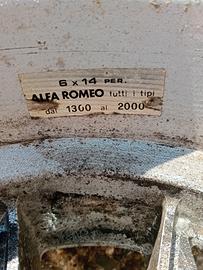 6 x 14 PER.
ALFA ROMEO tutti i tipi
dal 1300 al 2000